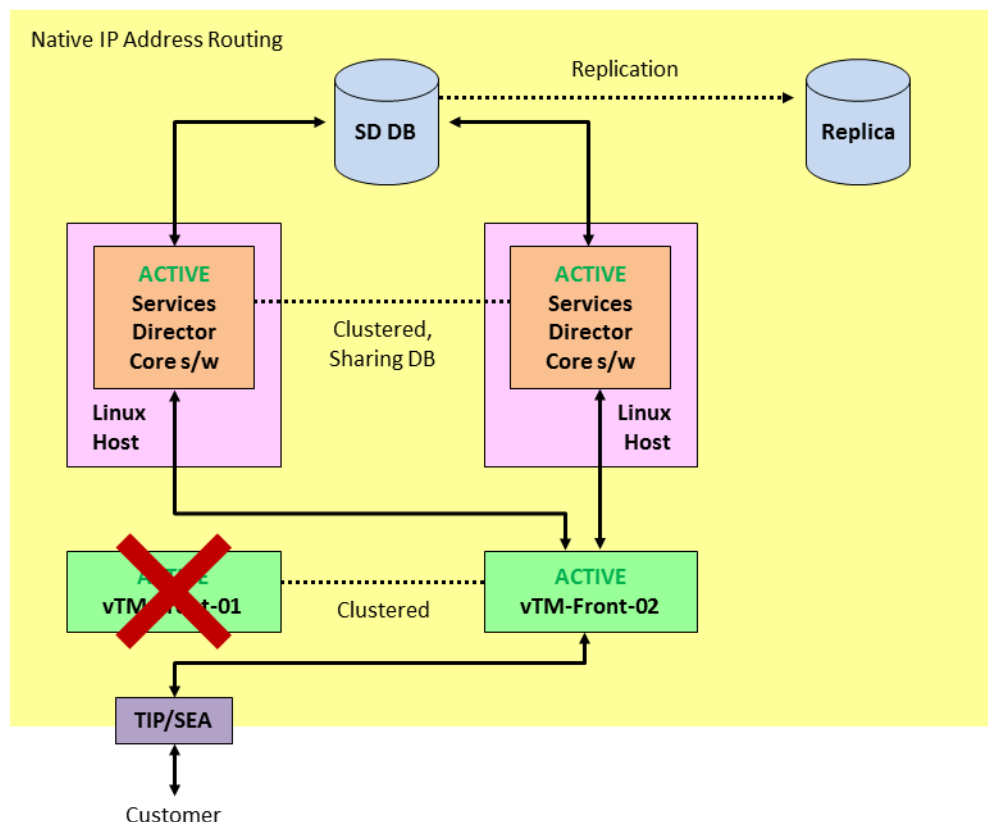 Native IP Address Routing
Replication
SD DB
Replica
ACTIVE
Services
Director
Core s/w
ACTIVE
Services
Director
Core s/w
Clustered,
Sharing DB
Linux
Host
Linux
Host
ACTIVE
vTM-Front-02
Clustered
TIP/SEA
Customer